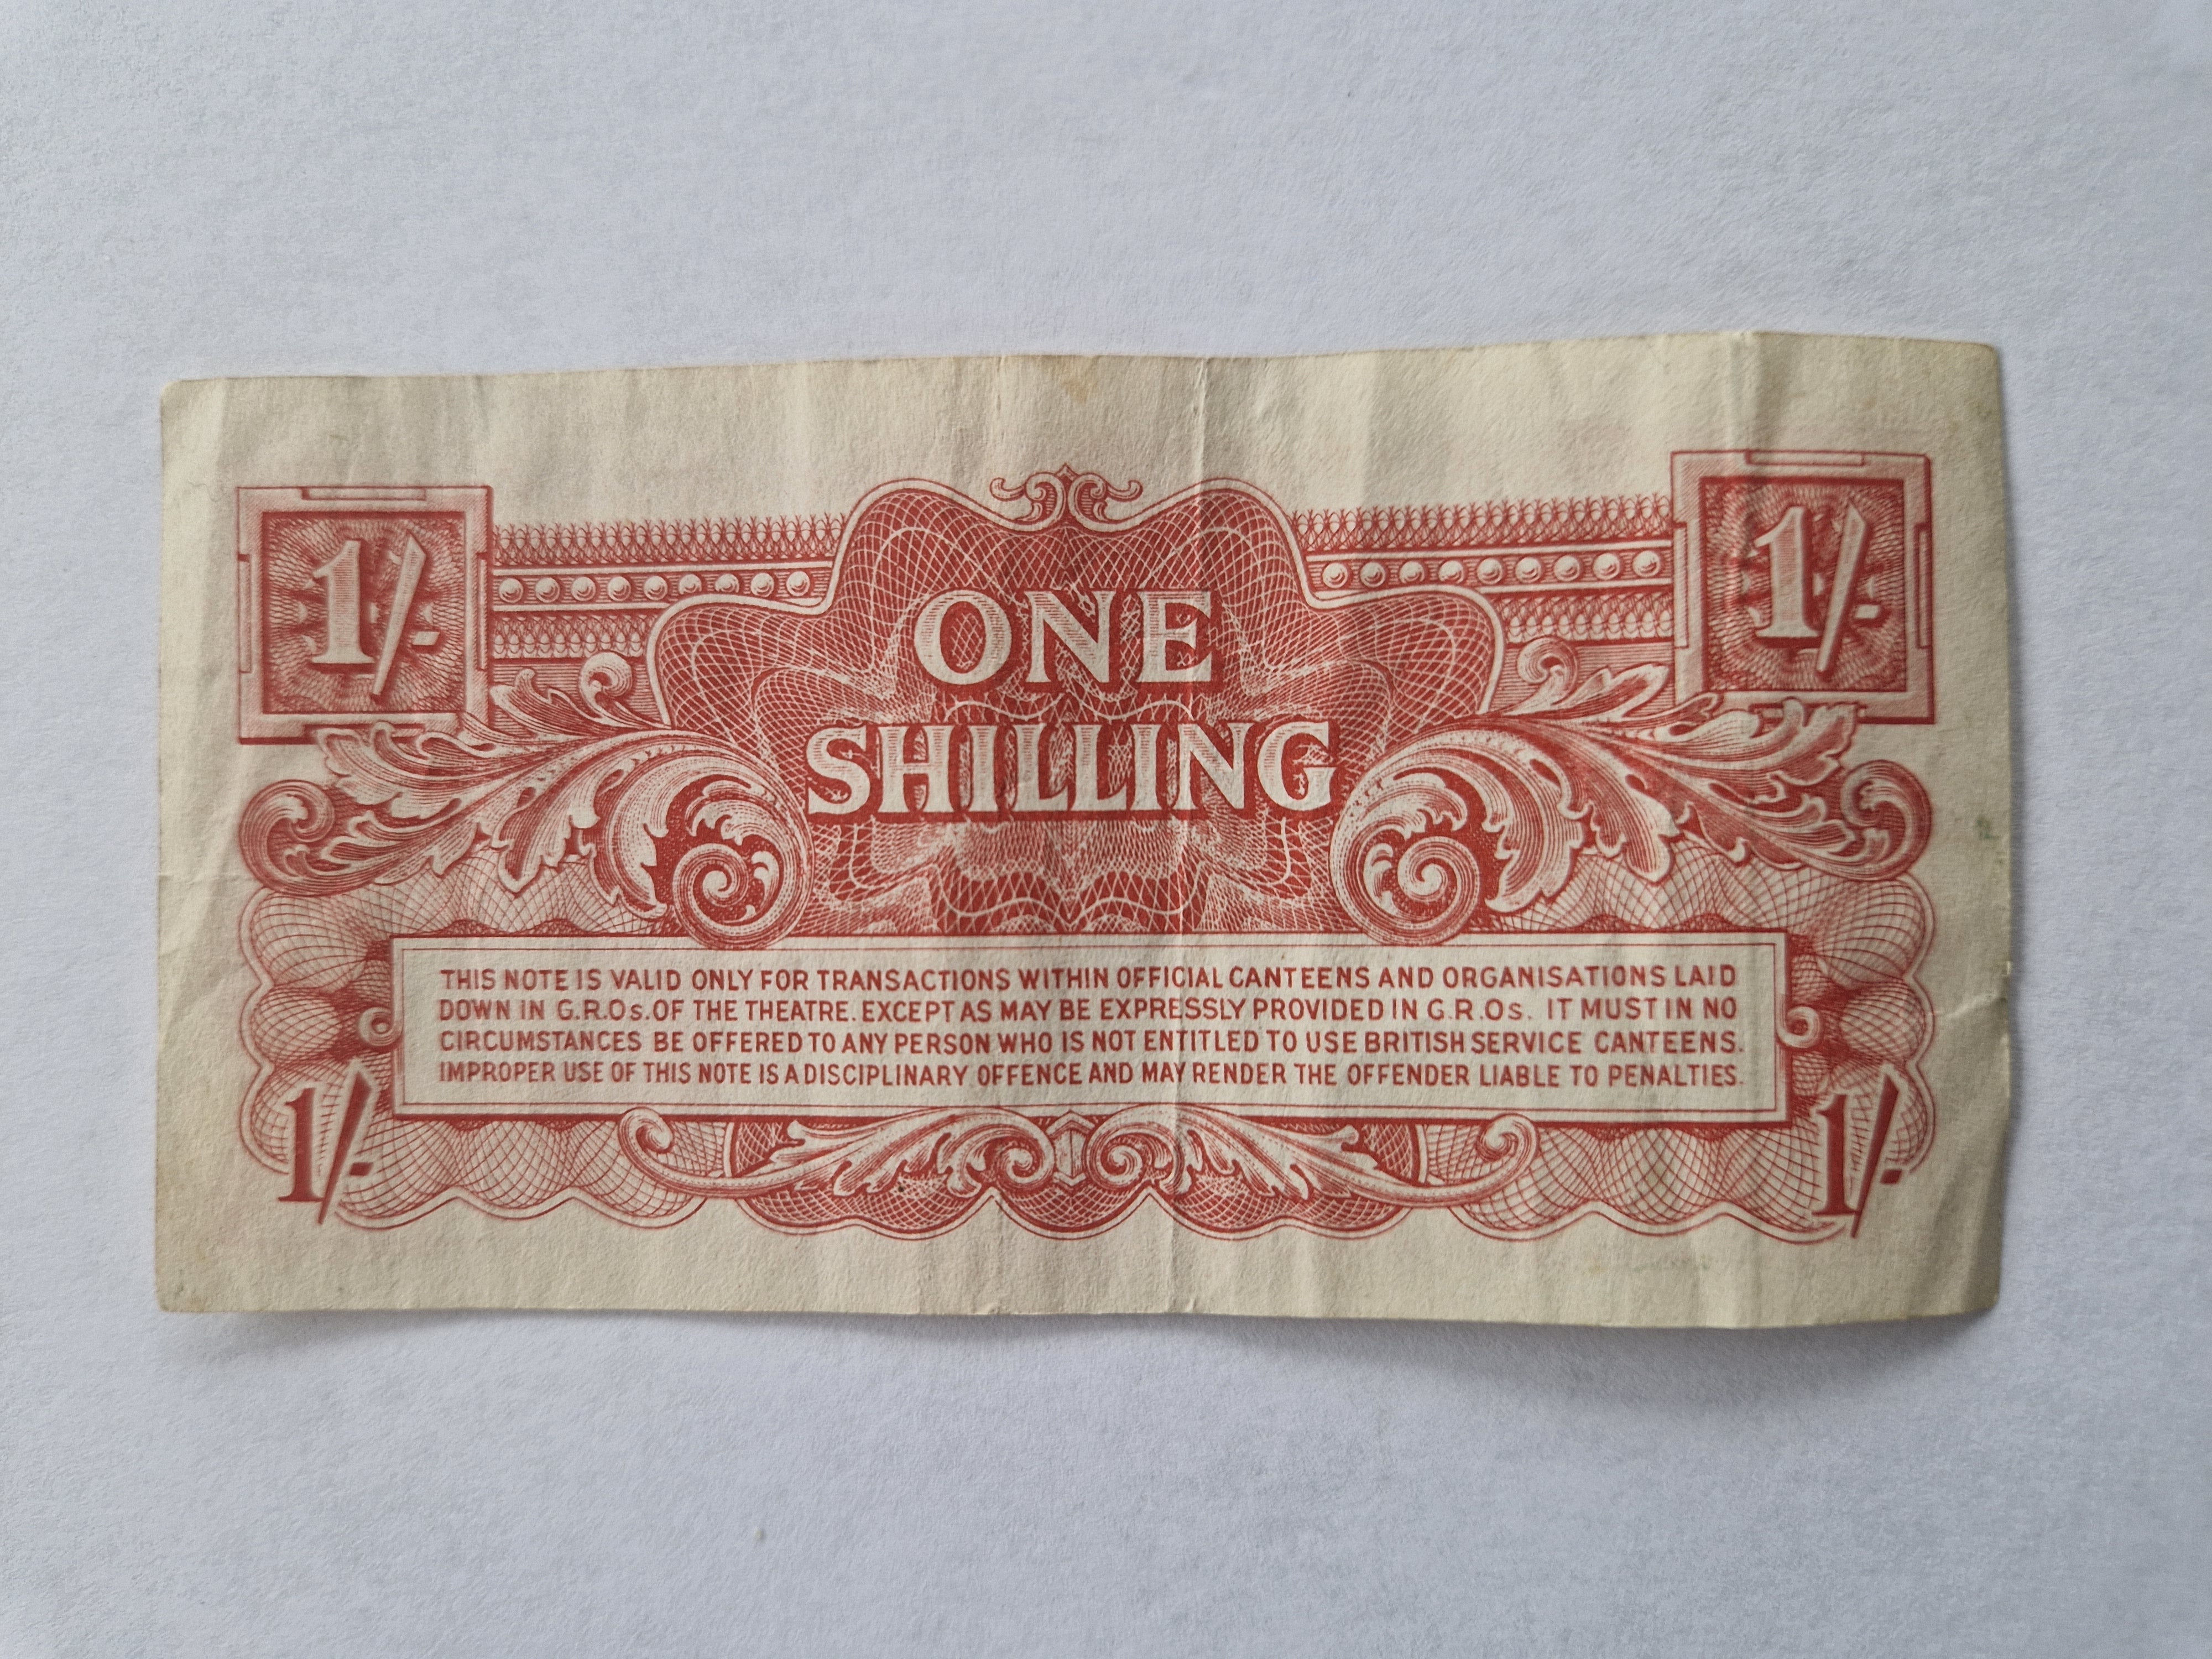 1/- 1/-
ONE
SHILLING
THIS NOTE IS VALID ONLY FOR TRANSACTIONS WITHIN OFFICIAL CANTEENS AND ORGANISATIONS LAID
DOWN IN G.R.Os. OF THE THEATRE. EXCEPT AS MAY BE EXPRESSLY PROVIDED IN G.R.Os. IT MUST IN NO
CIRCUMSTANCES BE OFFERED TO ANY PERSON WHO IS NOT ENTITLED TO USE BRITISH SERVICE CANTEENS.
IMPROPER USE OF THIS NOTE IS A DISCIPLINARY OFFENCE AND MAY RENDER THE OFFENDER LIABLE TO PENALTIES.
1/- 1/-